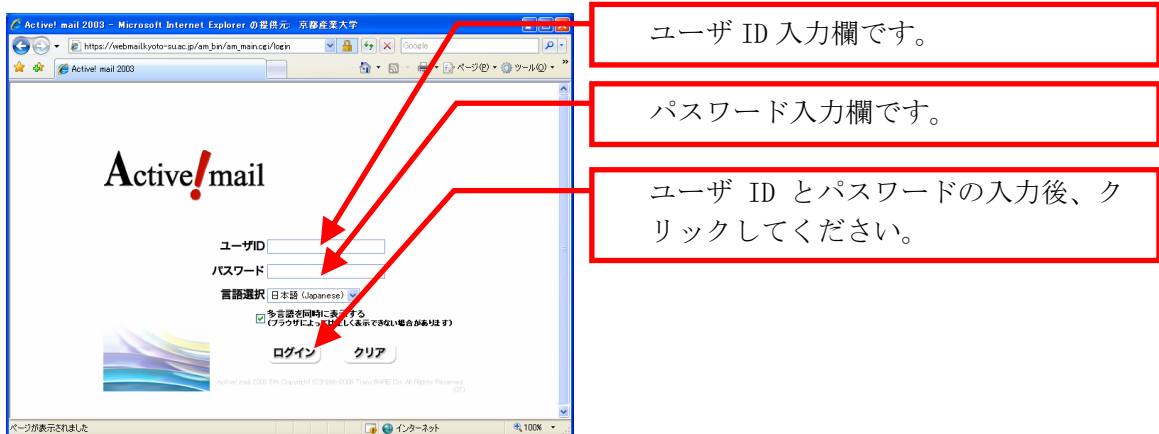 Active! mail 2003 - Microsoft Internet Explorer の提供元: 京都産業大学
https://webmail.kyoto-su.ac.jp/am_bin/am_main.cgi/login
Google
Active! mail 2003
ページ(P)
ツール(O)
»
Active!mail
ユーザID
パスワード
言語選択 日本語 (Japanese)
多言語を同時に表示する
(ブラウザによっては正しく表示できない場合があります)
ログイン クリア
All Rights Reserved.
ページが表示されました インターネット 100%
ユーザ ID 入力欄です。
パスワード入力欄です。
ユーザ ID とパスワードの入力後、ク
リックしてください。